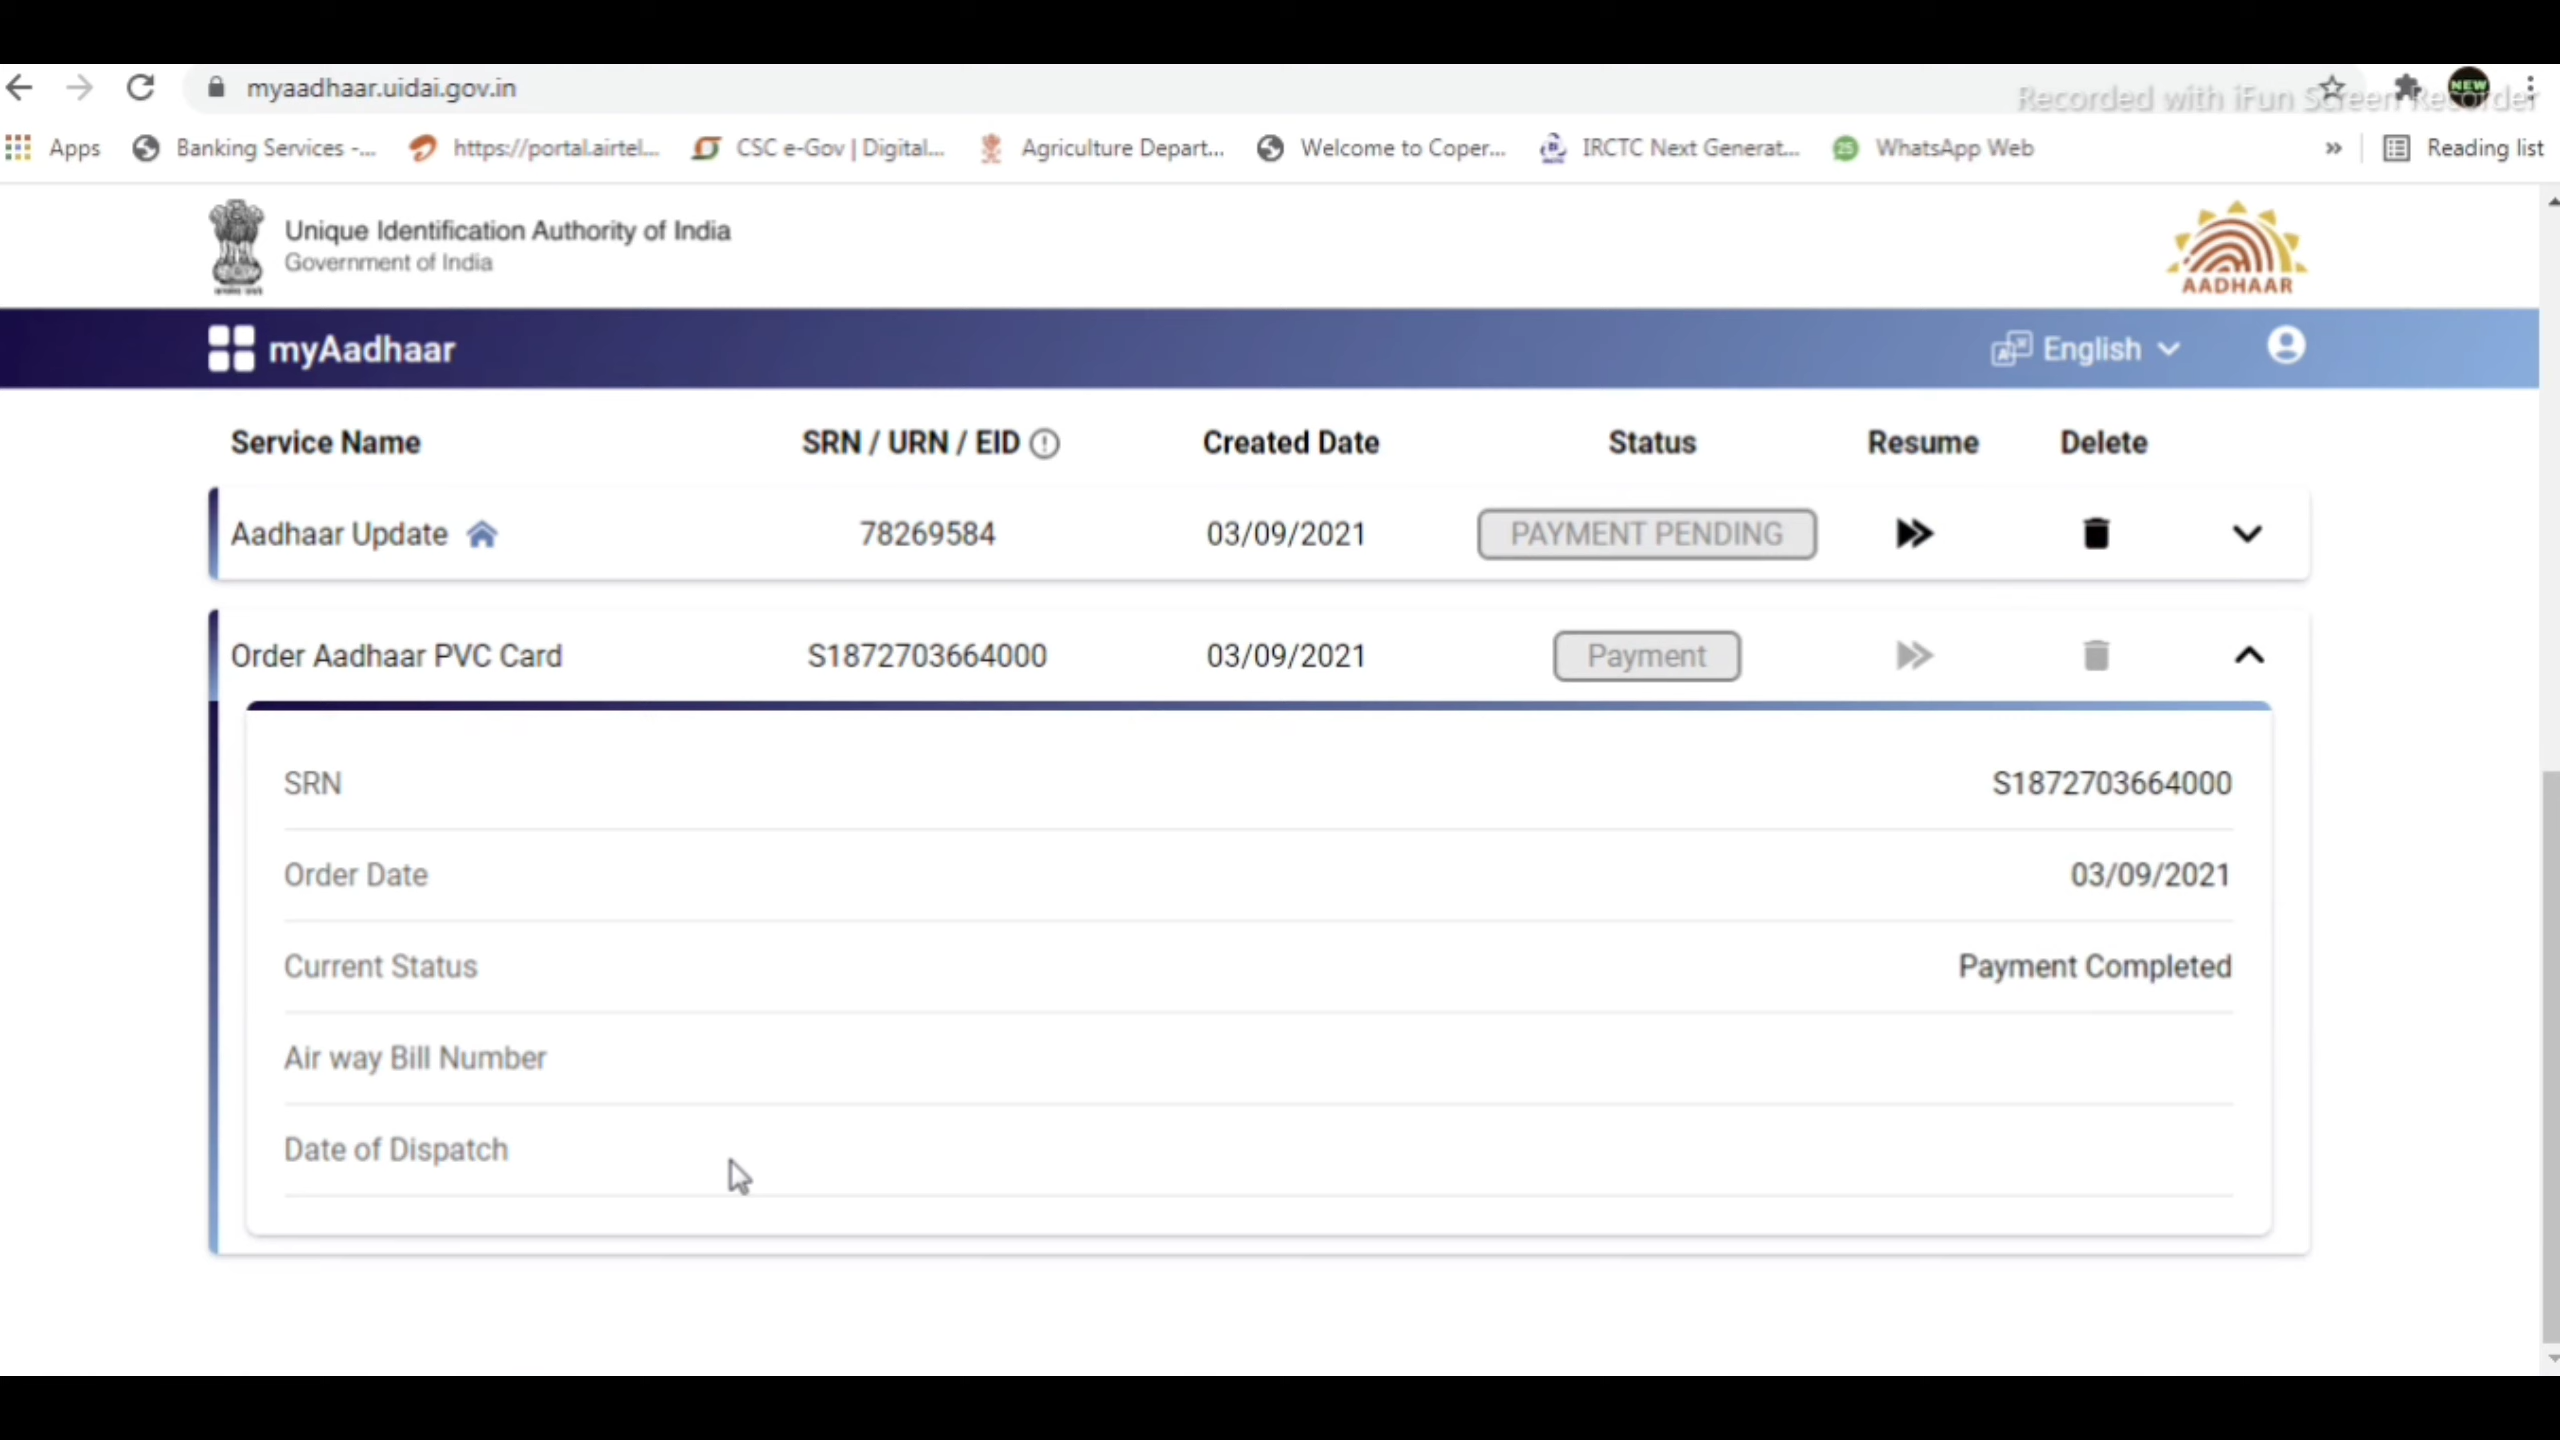 myaadhaar.uidai.gov.in
Recorded with iFun Screen Recorder
NEW
Apps
Banking Services -...
https://portal.airtel...
CSC e-Gov | Digital...
Agriculture Depart...
Welcome to Coper...
IRCTC Next Generat...
25
WhatsApp Web
»
Reading list
Unique Identification Authority of India
Government of India
AADHAAR
myAadhaar
English
Service Name SRN / URN / EID Created Date Status Resume Delete
Aadhaar Update 78269584 03/09/2021 PAYMENT PENDING
Order Aadhaar PVC Card S1872703664000 03/09/2021 Payment
SRN S1872703664000
Order Date 03/09/2021
Current Status Payment Completed
Air way Bill Number
Date of Dispatch